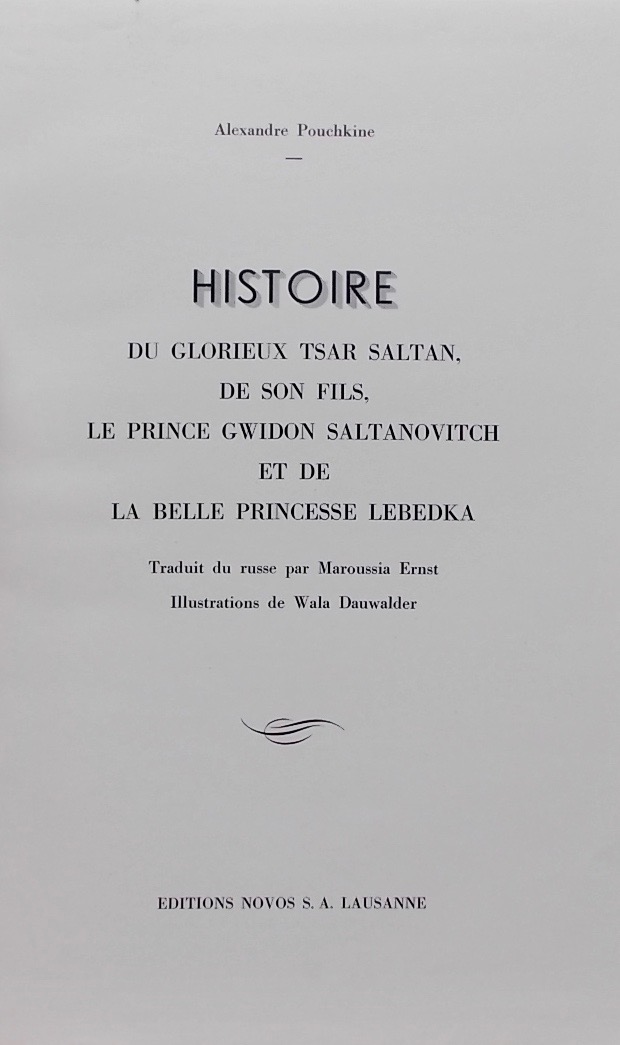 Alexandre Pouchkine
HISTOIRE
DU GLORIEUX TSAR SALTAN,
DE SON FILS,
LE PRINCE GWIDON SALTANOVITCH
ET DE
LA BELLE PRINCESSE LEBEDKA
Traduit du russe par Maroussia Ernst
Illustrations de Wala Dauwalder
EDITIONS NOVOS S. A. LAUSANNE